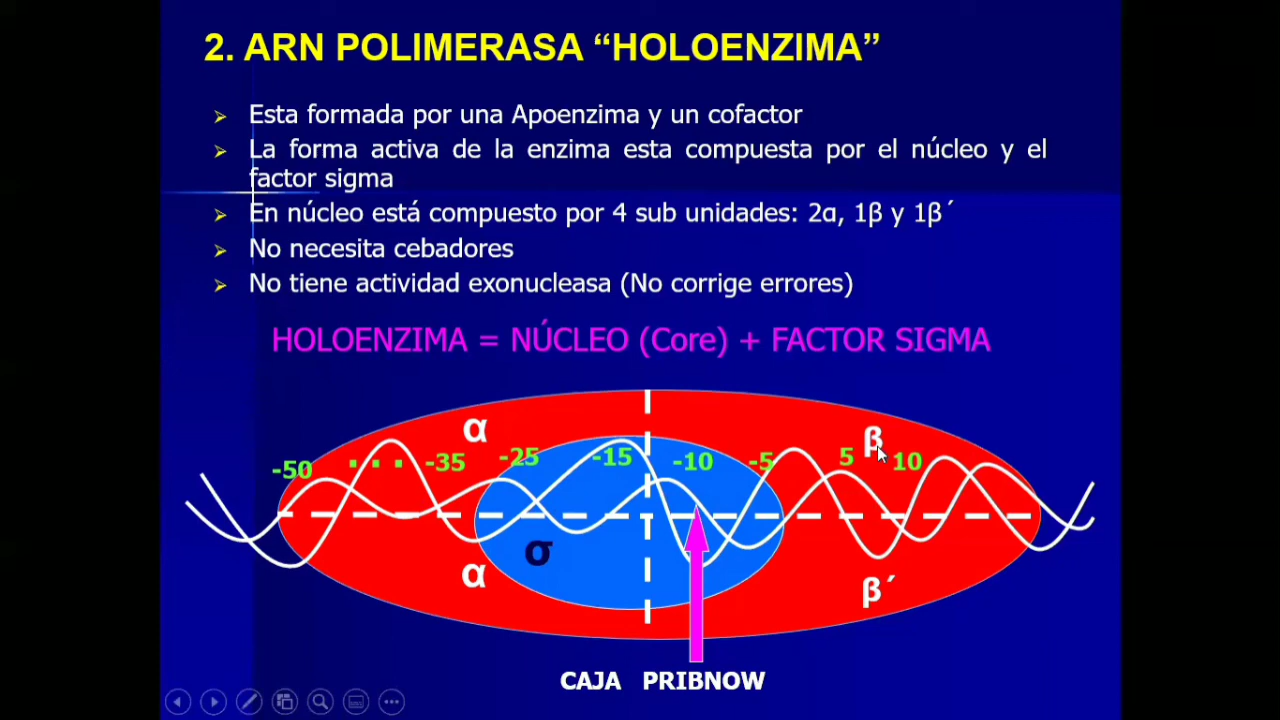 2. ARN POLIMERASA “HOLOENZIMA”
Esta formada por una Apoenzima y un cofactor
La forma activa de la enzima esta compuesta por el núcleo y el
factor sigma
En núcleo está compuesto por 4 sub unidades: 2α, 1β y 1β´
No necesita cebadores
No tiene actividad exonucleasa (No corrige errores)
HOLOENZIMA = NÚCLEO (Core) + FACTOR SIGMA
α β
-50 . . . -35 -25 -15 -10 -5 5 10
σ
α β´
CAJA PRIBNOW